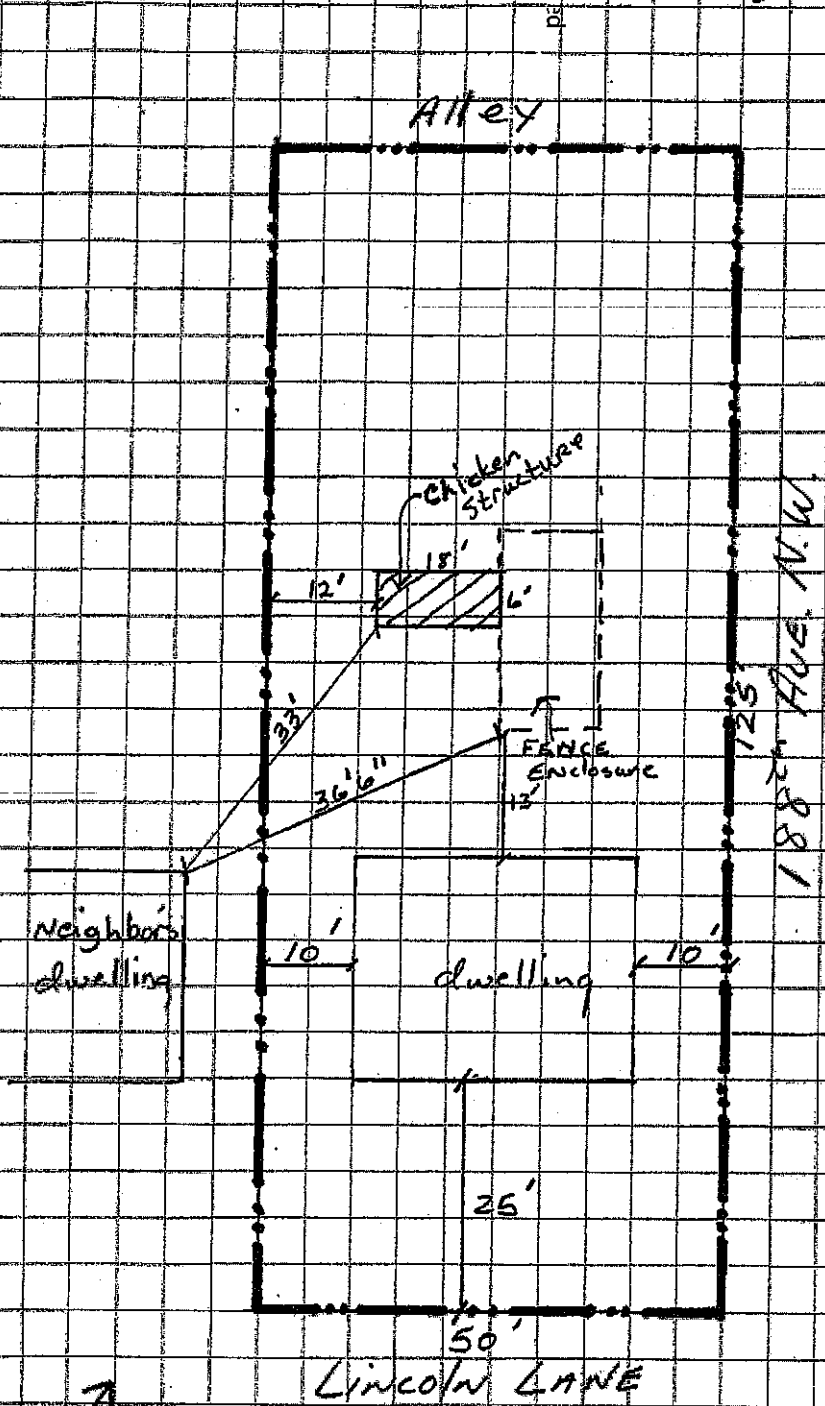 Alley
Chicken
Structure
18'
12'
6'
33'
36'6"
FENCE
Enclosure
13'
125'
188th AVE. N.W.
Neighbor's
dwelling
10'
dwelling
10'
25'
50'
LINCOLN LANE